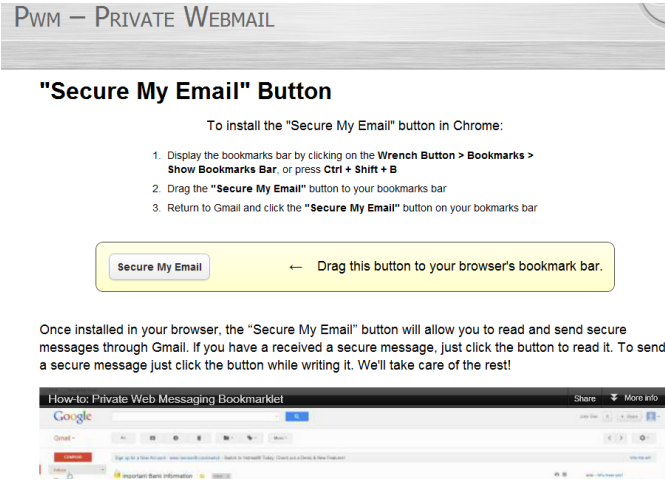 PWM – PRIVATE WEBMAIL
"Secure My Email" Button
To install the "Secure My Email" button in Chrome:
1. Display the bookmarks bar by clicking on the Wrench Button > Bookmarks >
Show Bookmarks Bar, or press Ctrl + Shift + B
2. Drag the "Secure My Email" button to your bookmarks bar
3. Return to Gmail and click the "Secure My Email" button on your bokmarks bar
Secure My Email ← Drag this button to your browser's bookmark bar.
Once installed in your browser, the “Secure My Email” button will allow you to read and send secure
messages through Gmail. If you have a received a secure message, just click the button to read it. To send
a secure message just click the button while writing it. We'll take care of the rest!
How-to: Private Web Messaging Bookmarklet Share More info
Google
Gmail
COMPOSE
Inbox
Important Bank Information